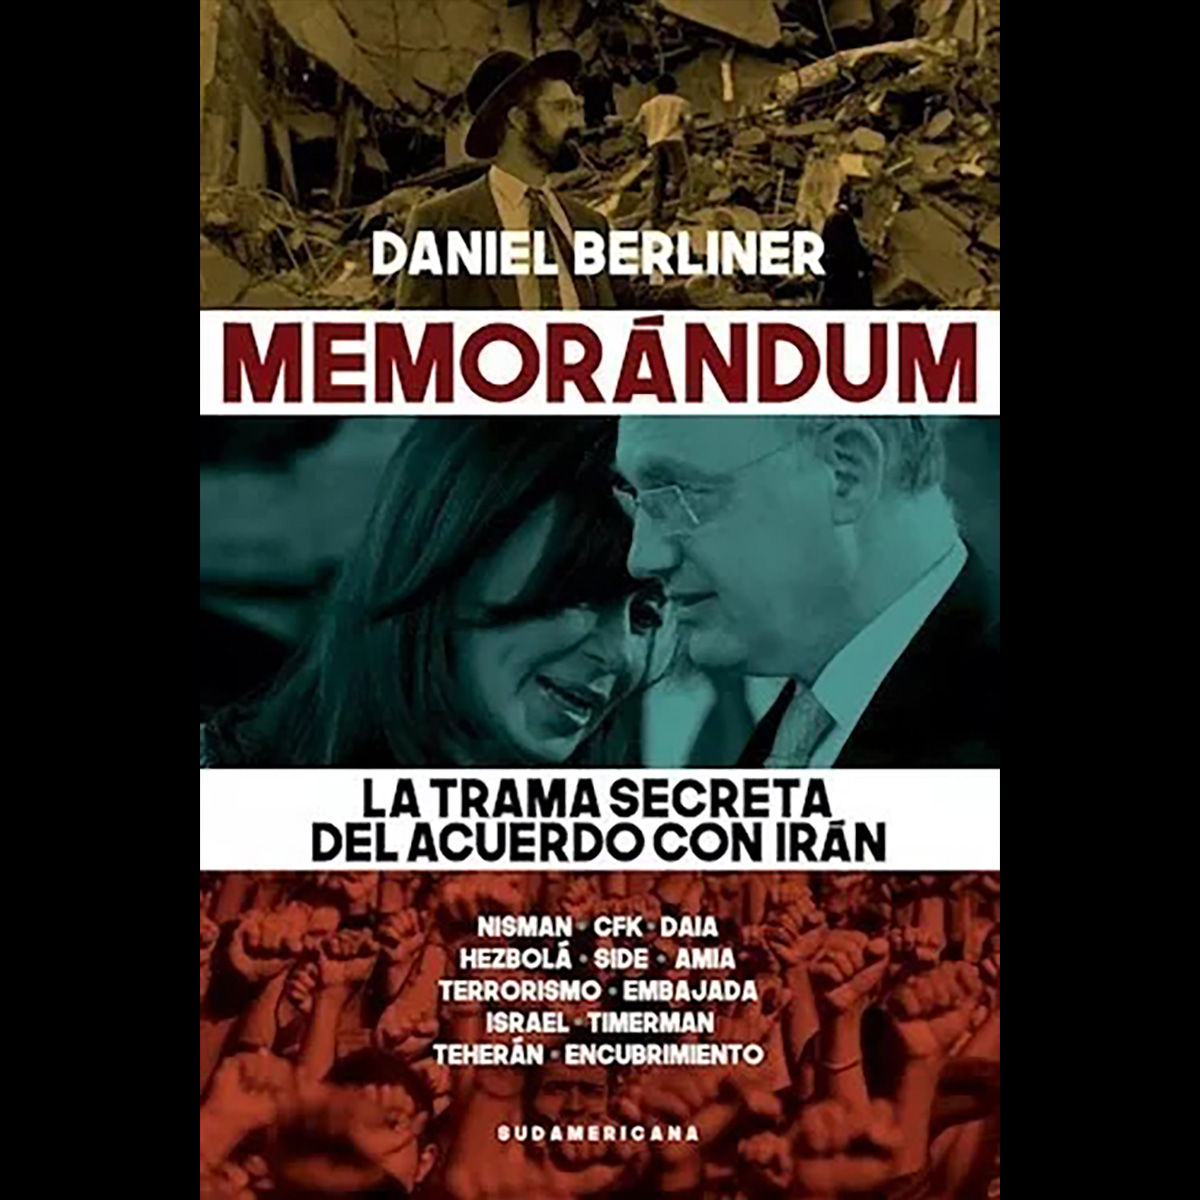 DANIEL BERLINER
MEMORÁNDUM
LA TRAMA SECRETA
DEL ACUERDO CON IRÁN
NISMAN • CFK • DAIA
HEZBOLÁ • SIDE • AMIA
TERRORISMO • EMBAJADA
ISRAEL • TIMERMAN
TEHERÁN • ENCUBRIMIENTO
SUDAMERICANA